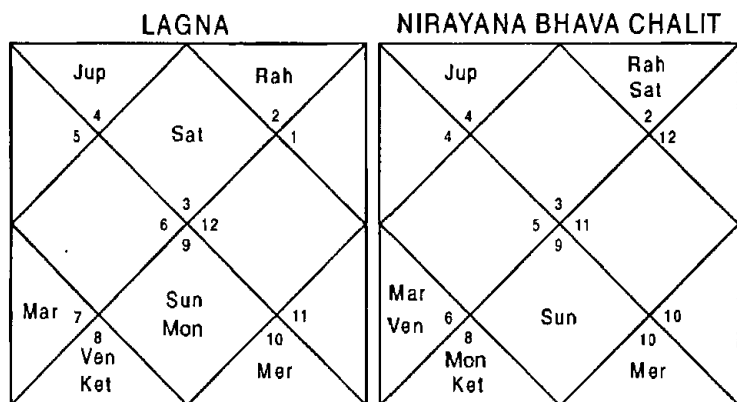 LAGNA
Jup
Rah
4
2
5
Sat
1
3
6
12
9
Mar
7
Sun
Mon
11
8
10
Ven
Ket
Mer
NIRAYANA BHAVA CHALIT
Jup
Rah
Sat
4
2
4
12
3
5
11
9
Mar
Ven
6
Sun
10
8
10
Mon
Ket
Mer